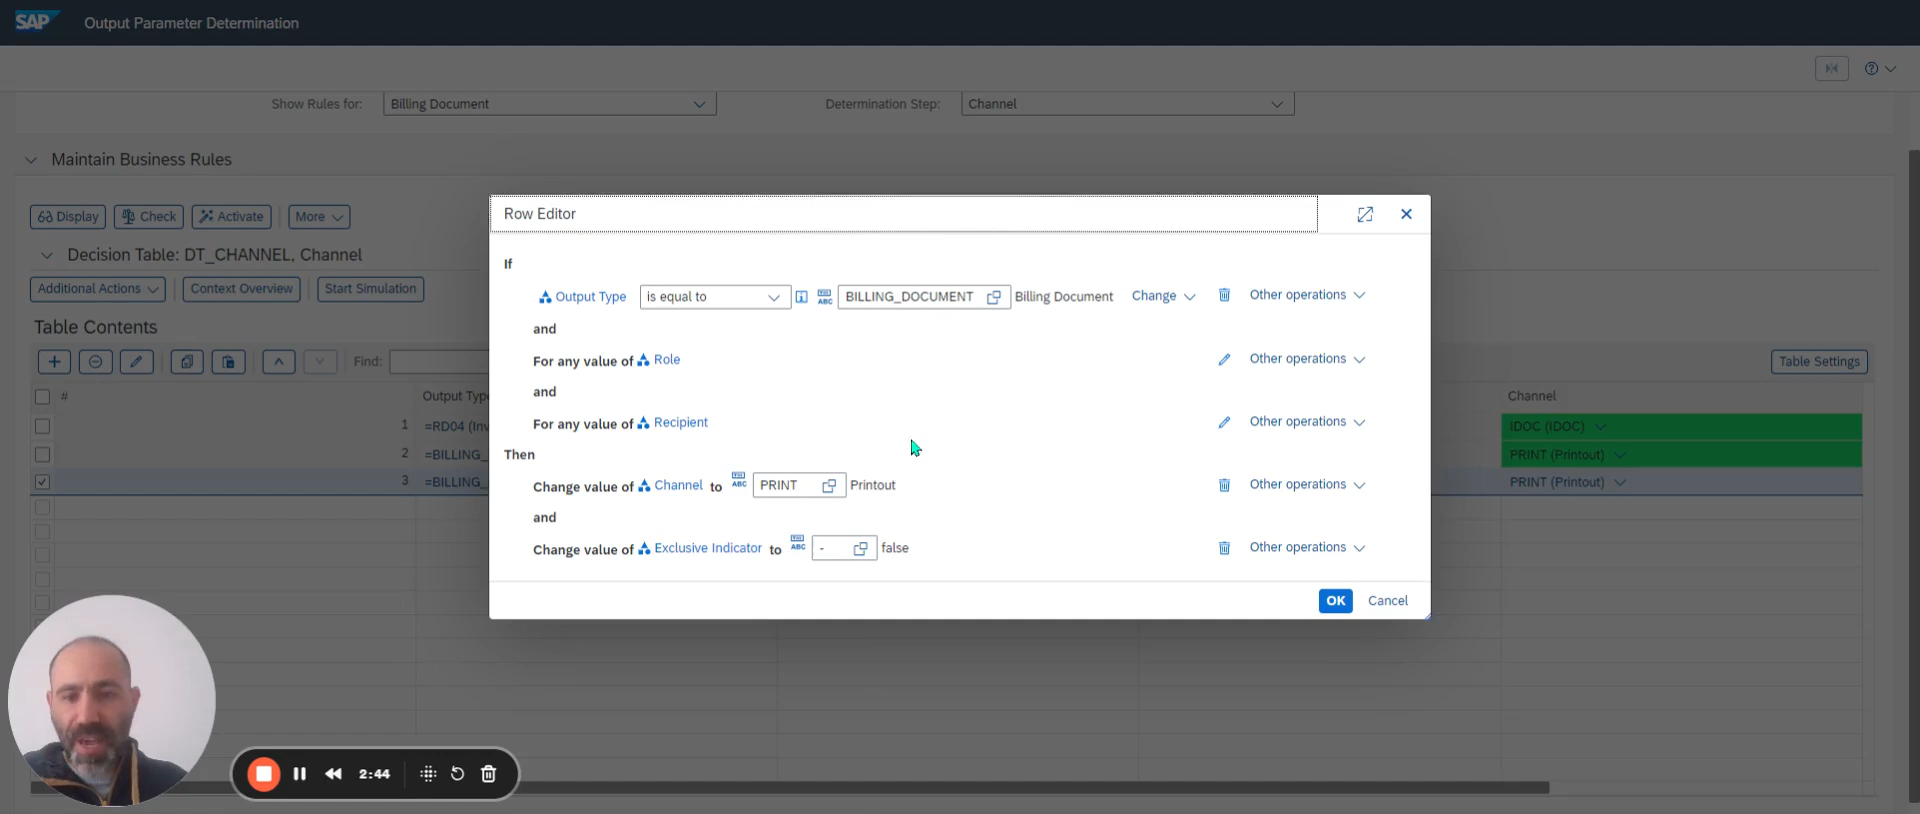 SAP Output Parameter Determination
Show Rules for: Billing Document Determination Step: Channel
Maintain Business Rules
Display Check Activate More
Decision Table: DT_CHANNEL, Channel
Additional Actions Context Overview Start Simulation
Table Contents
Find: Table Settings
# Output Type Channel
1 =RD04 (Inv IDOC (IDOC)
2 =BILLING_ PRINT (Printout)
3 =BILLING_ PRINT (Printout)
Row Editor
If
Output Type is equal to BILLING_DOCUMENT Billing Document Change Other operations
and
For any value of Role Other operations
and
For any value of Recipient Other operations
Then
Change value of Channel to PRINT Printout Other operations
and
Change value of Exclusive Indicator to - false Other operations
OK Cancel
2:44